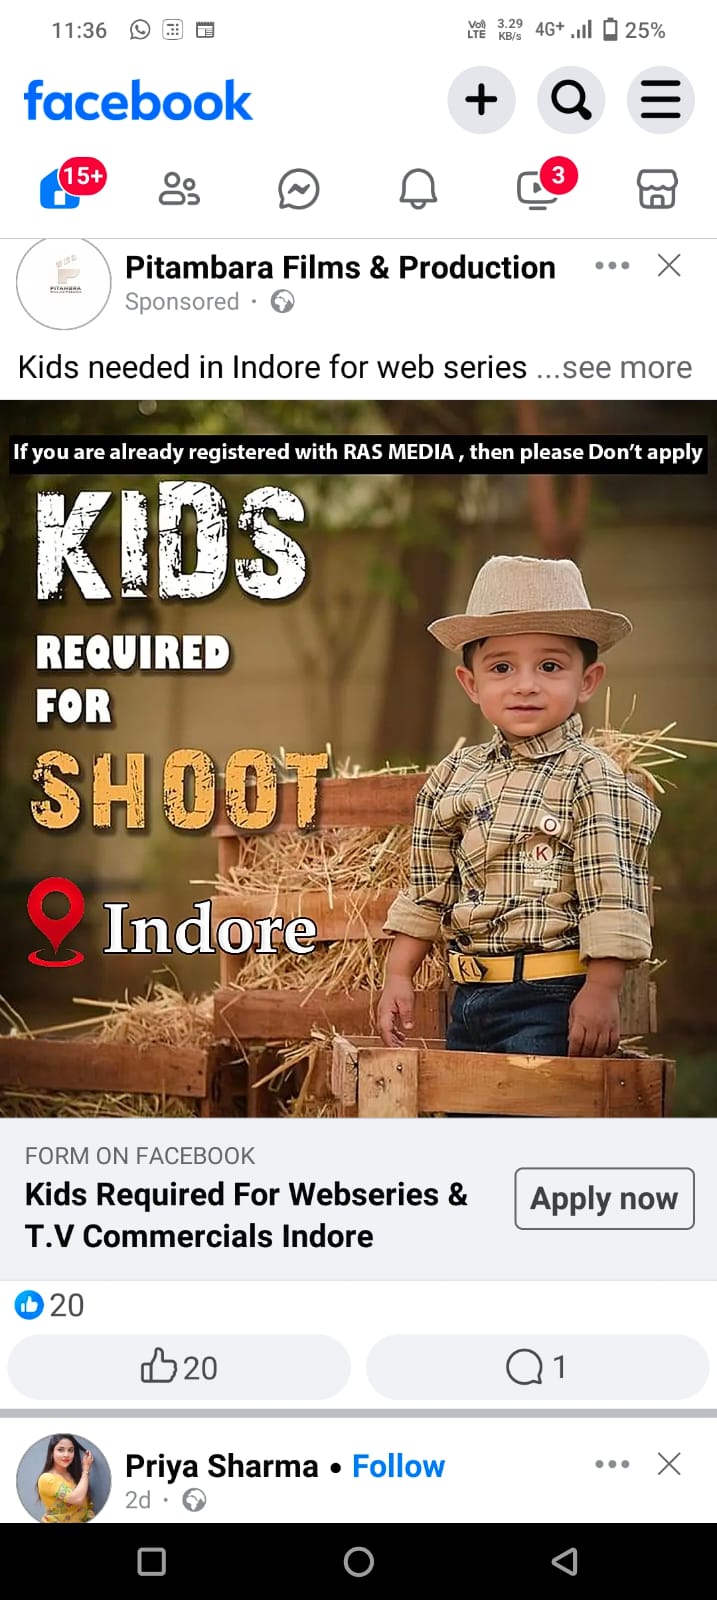 11:36
Vo) LTE 3.29 KB/s 4G+ 25%
facebook
15+
3
PITAMBRA
Pitambara Films & Production
Sponsored ·
Kids needed in Indore for web series ...see more
If you are already registered with RAS MEDIA , then please Don't apply
KIDS
REQUIRED
FOR
SHOOT
Indore
O
K
FORM ON FACEBOOK
Kids Required For Webseries &
T.V Commercials Indore
Apply now
20
20
1
Priya Sharma • Follow
2d ·